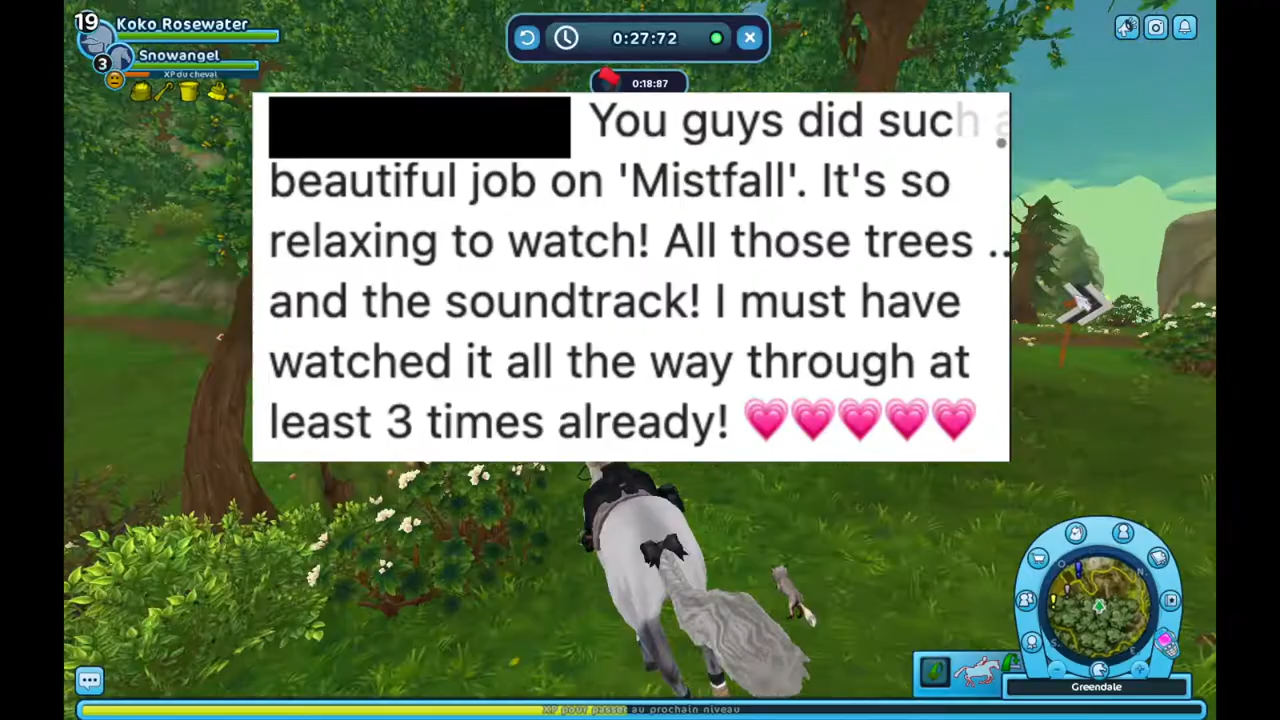 19 Koko Rosewater
Snowangel
3
XP du cheval
0:27:72
0:18:87
You guys did such a
beautiful job on 'Mistfall'. It's so
relaxing to watch! All those trees ..
and the soundtrack! I must have
watched it all the way through at
least 3 times already! 💗💗💗💗💗
Greendale
XP pour passer au prochain niveau